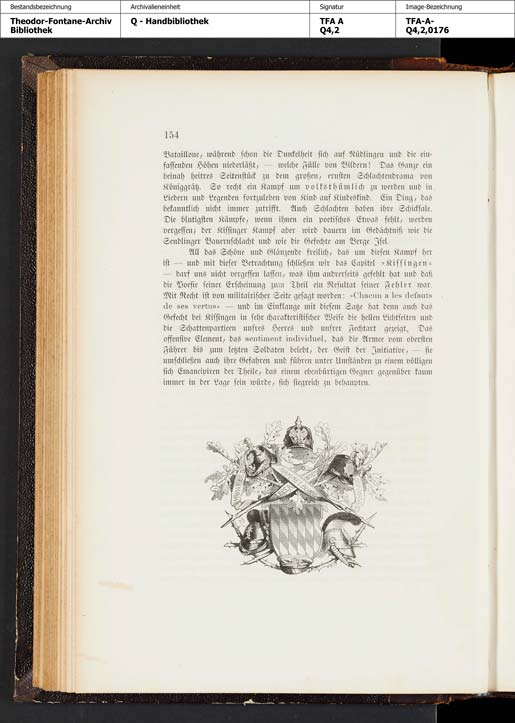 Bestandsbezeichnung
Theodor-Fontane-Archiv
Bibliothek
Archivalieneinheit
Q - Handbibliothek
Signatur
TFA A
Q4,2
Image-Bezeichnung
TFA-A-
Q4,2,0176
154
Bataillone, während schon die Dunkelheit sich auf Nüdlingen und die ein-
fassenden Höhen niederläßt, — welche Fülle von Bildern! Das Ganze ein
beinah heitres Seitenstück zu dem großen, ernsten Schlachtendrama von
Königgrätz. So recht ein Kampf um volksthümlich zu werden und in
Liedern und Legenden fortzuleben von Kind auf Kindeskind. Ein Ding, das
bekanntlich nicht immer zutrifft. Auch Schlachten haben ihre Schicksale.
Die blutigsten Kämpfe, wenn ihnen ein poetisches Etwas fehlt, werden
vergessen; der Kissinger Kampf aber wird dauern im Gedächtniß wie die
Sendlinger Bauernschlacht und wie die Gefechte am Berge Isel.
All das Schöne und Glänzende freilich, das um diesen Kampf her
ist — und mit dieser Betrachtung schließen wir das Capitel »Kissingen«
— darf uns nicht vergessen lassen, was ihm andrerseits gefehlt hat und daß
die Poesie seiner Erscheinung zum Theil ein Resultat seiner Fehler war.
Mit Recht ist von militairischer Seite gesagt worden: »Chacun a les défauts
de ses vertus« — und im Einklange mit diesem Satze hat denn auch das
Gefecht bei Kissingen in sehr charakteristischer Weise die hellen Lichtseiten und
die Schattenpartieen unsres Heeres und unsrer Fechtart gezeigt. Das
offensive Element, das sentiment individuel, das die Armee vom obersten
Führer bis zum letzten Soldaten belebt, der Geist der Initiative, — sie
umschließen auch ihre Gefahren und führen unter Umständen zu einem völligen
sich Emancipiren der Theile, das einem ebenbürtigen Gegner gegenüber kaum
immer in der Lage sein würde, sich siegreich zu behaupten.